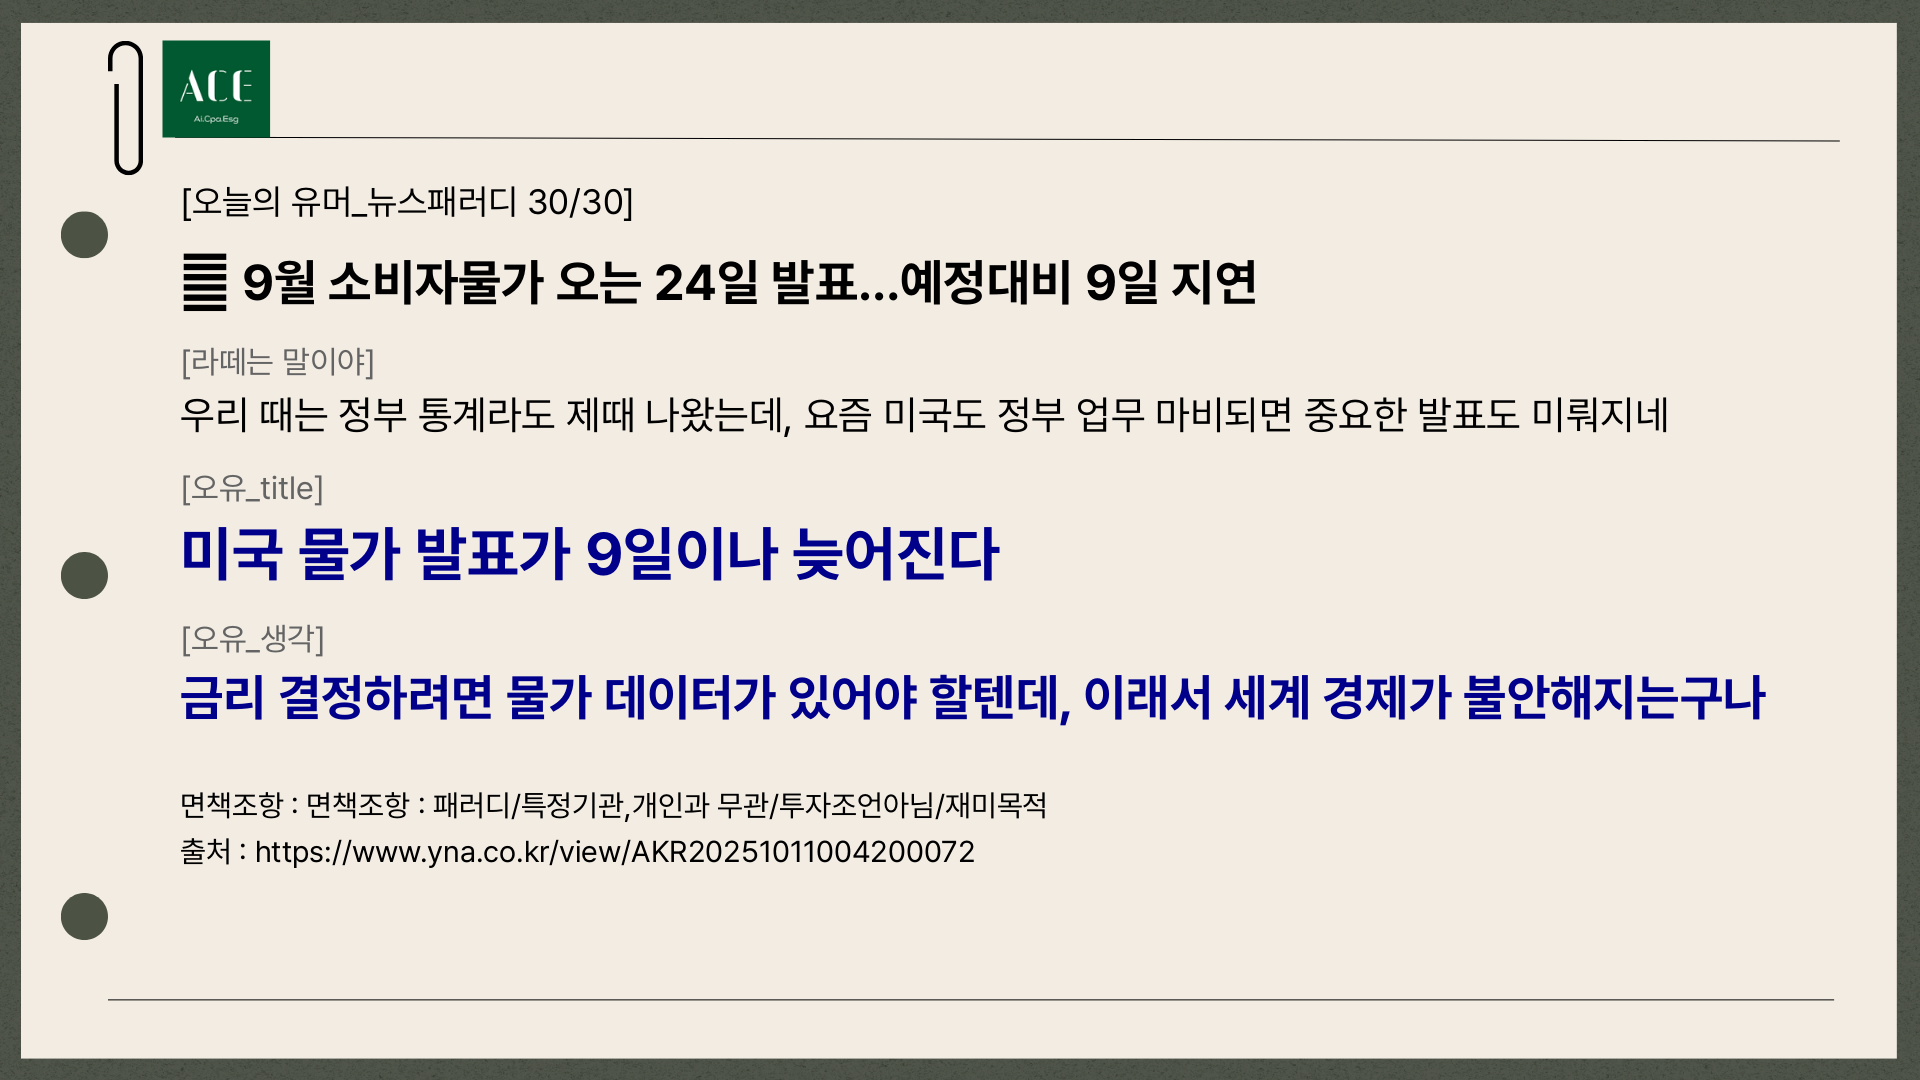 ACE
Ai.Cpa.Esg
[오늘의 유머_뉴스패러디 30/30]
䷀ 9월 소비자물가 오는 24일 발표...예정대비 9일 지연
[라떼는 말이야]
우리 때는 정부 통계라도 제때 나왔는데, 요즘 미국도 정부 업무 마비되면 중요한 발표도 미뤄지네
[오유_title]
미국 물가 발표가 9일이나 늦어진다
[오유_생각]
금리 결정하려면 물가 데이터가 있어야 할텐데, 이래서 세계 경제가 불안해지는구나
면책조항 : 면책조항 : 패러디/특정기관,개인과 무관/투자조언아님/재미목적
출처 : https://www.yna.co.kr/view/AKR20251011004200072